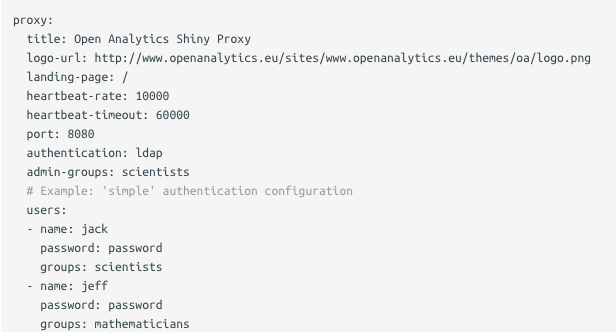 proxy:
  title: Open Analytics Shiny Proxy
  logo-url: http://www.openanalytics.eu/sites/www.openanalytics.eu/themes/oa/logo.png
  landing-page: /
  heartbeat-rate: 10000
  heartbeat-timeout: 60000
  port: 8080
  authentication: ldap
  admin-groups: scientists
  # Example: 'simple' authentication configuration
  users:
  - name: jack
    password: password
    groups: scientists
  - name: jeff
    password: password
    groups: mathematicians